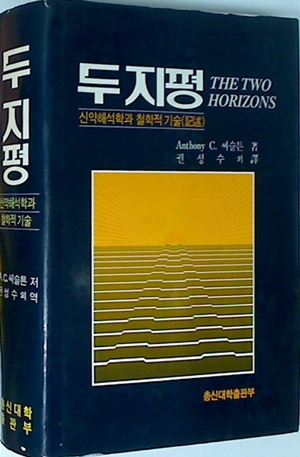 두 지평
신약해석학과
철학적 기술
A.C. 씨슬톤 저
권성수 외 역
총신대학
출판부
두 지평 THE TWO
HORIZONS
신약해석학과 철학적 기술(記述)
Anthony C. 씨슬톤 著
권성수 外 譯
총신대학출판부